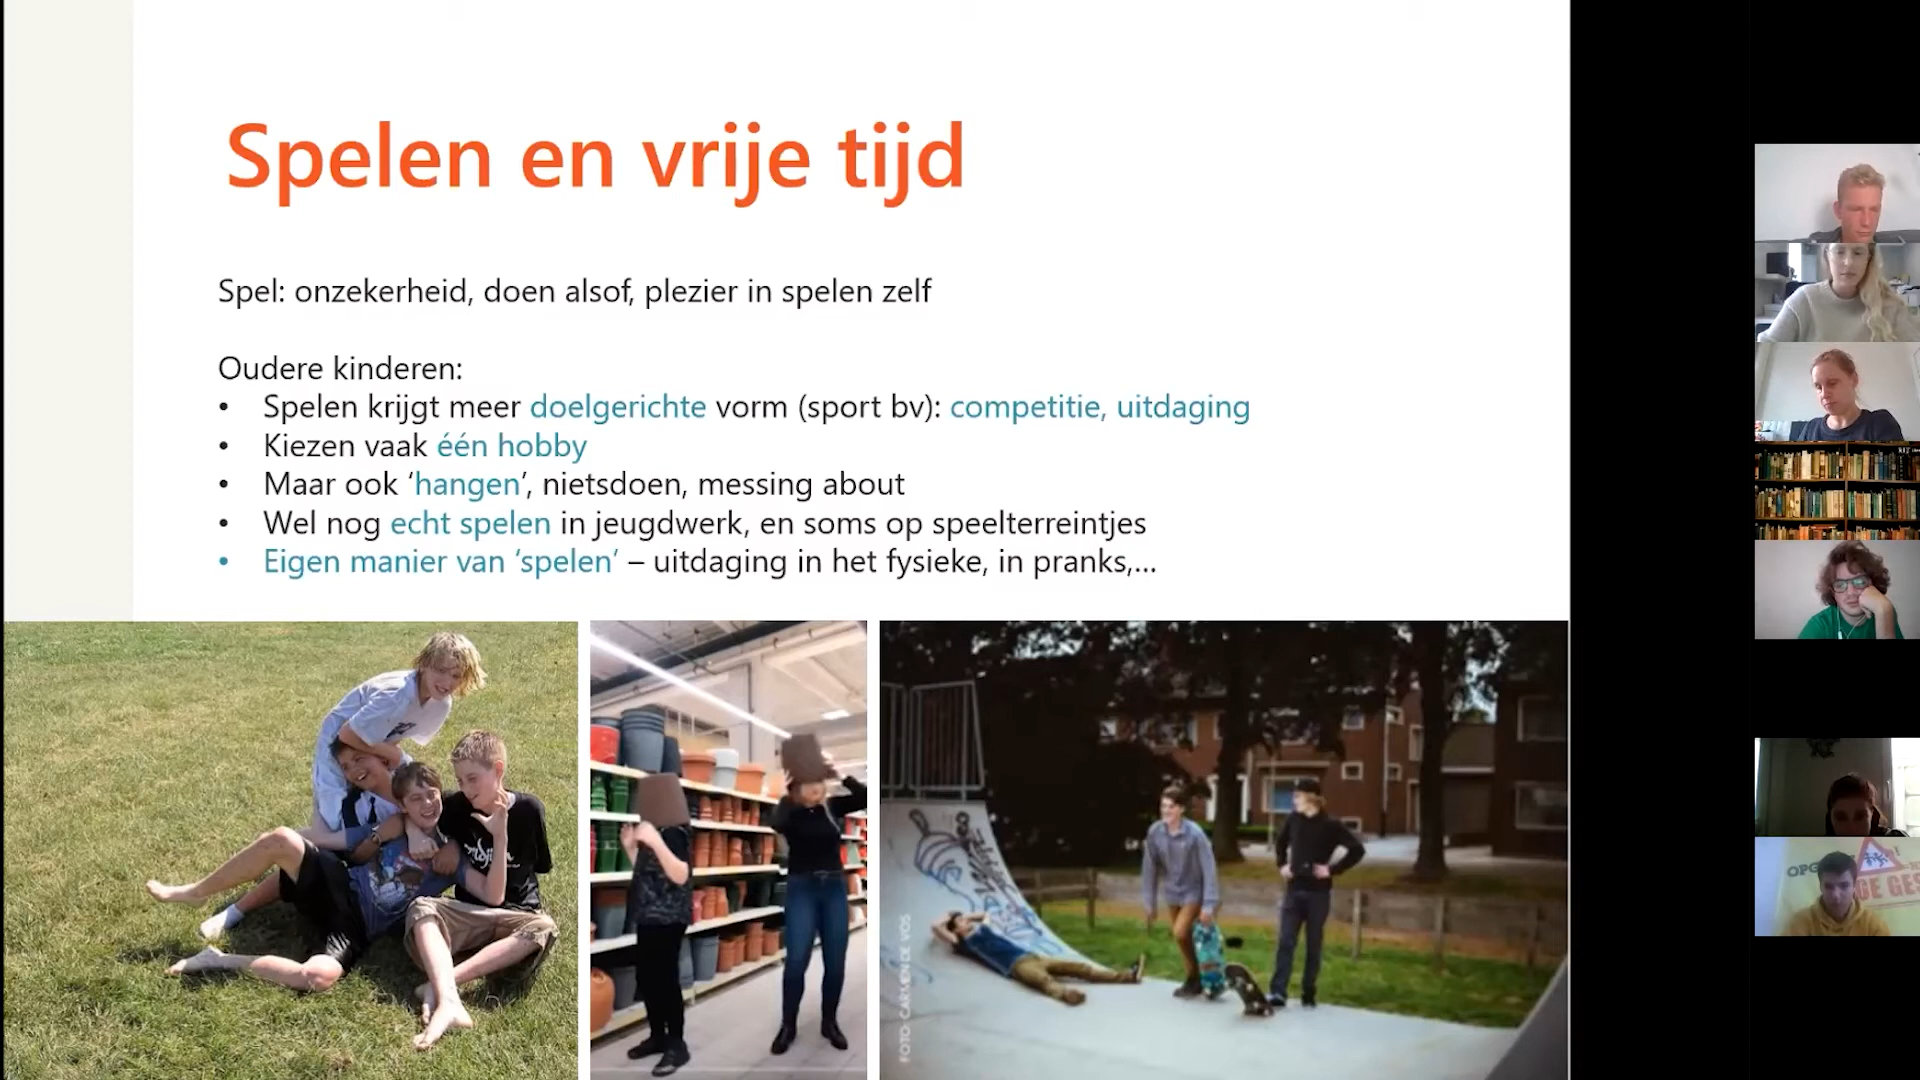 Spelen en vrije tijd
Spel: onzekerheid, doen alsof, plezier in spelen zelf
Oudere kinderen:
• Spelen krijgt meer doelgerichte vorm (sport bv): competitie, uitdaging
• Kiezen vaak één hobby
• Maar ook ‘hangen’, nietsdoen, messing about
• Wel nog echt spelen in jeugdwerk, en soms op speelterreintjes
• Eigen manier van ‘spelen’ – uitdaging in het fysieke, in pranks,...
FOTO: CARMEN DE VOS